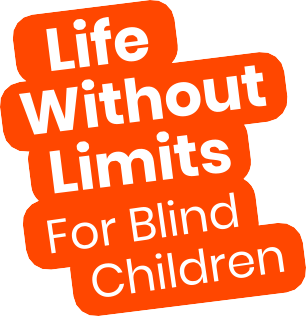 Life
Without
Limits
For Blind
Children